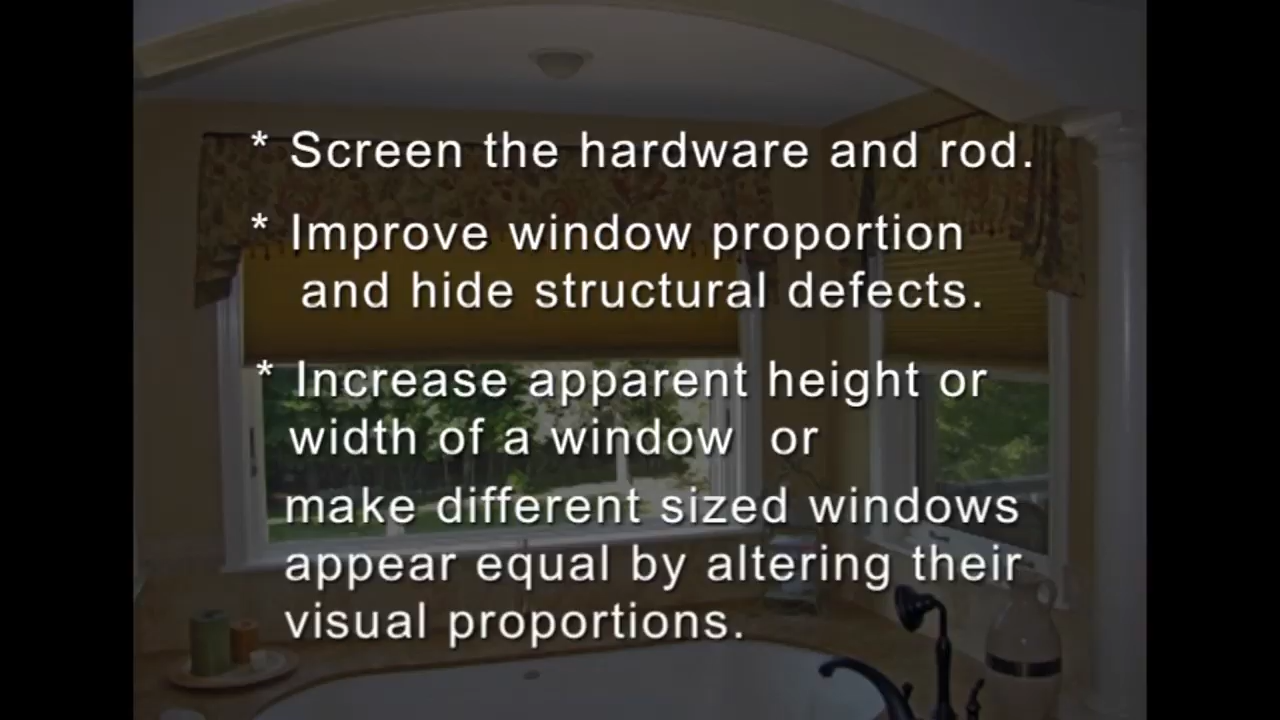 * Screen the hardware and rod.
* Improve window proportion
and hide structural defects.
* Increase apparent height or
width of a window or
make different sized windows
appear equal by altering their
visual proportions.